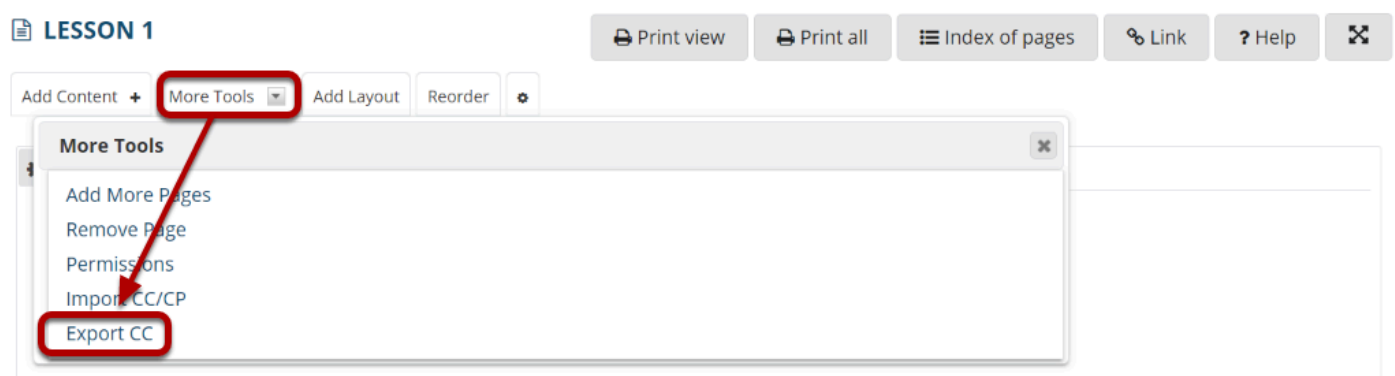 LESSON 1
Print view
Print all
Index of pages
Link
? Help
Add Content +
More Tools
Add Layout
Reorder
More Tools
Add More Pages
Remove Page
Permissions
Import CC/CP
Export CC